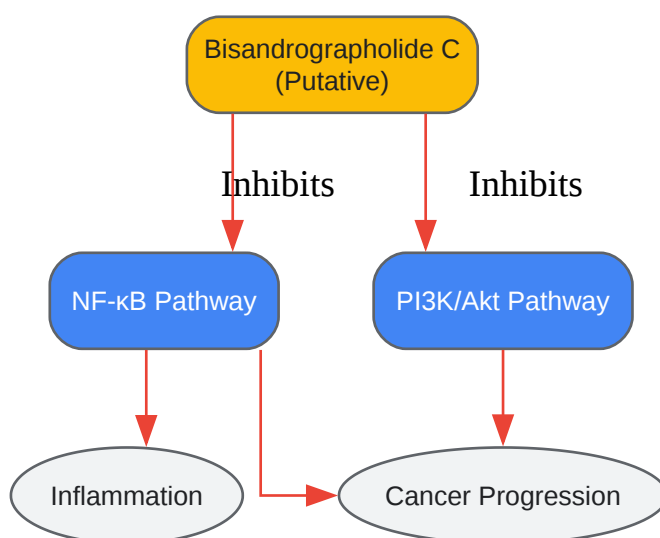 Bisandrographolide C
(Putative)
Inhibits
Inhibits
NF-κB Pathway
PI3K/Akt Pathway
Inflammation
Cancer Progression